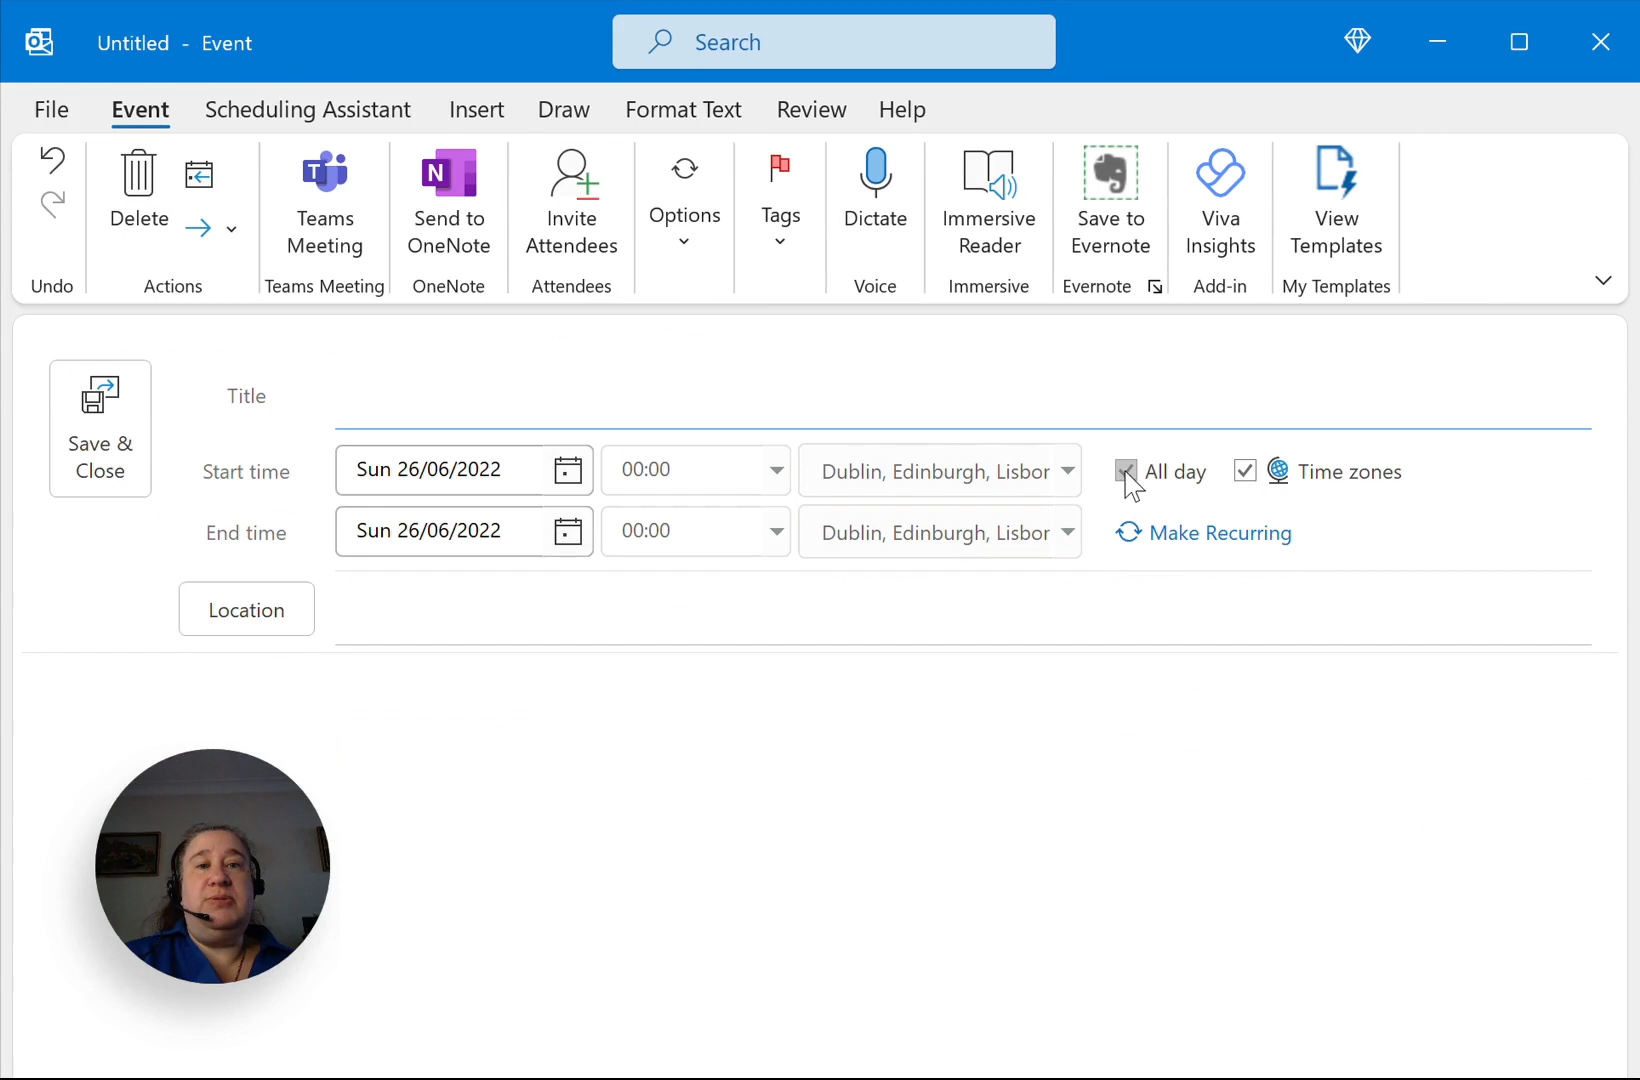 Untitled - Event
Search
File Event Scheduling Assistant Insert Draw Format Text Review Help
Delete
Teams
Meeting
Send to
OneNote
Invite
Attendees
Options
Tags
Dictate
Immersive
Reader
Save to
Evernote
Viva
Insights
View
Templates
Undo Actions Teams Meeting OneNote Attendees Voice Immersive Evernote Add-in My Templates
Save &
Close
Title
Start time Sun 26/06/2022 00:00 Dublin, Edinburgh, Lisbor All day Time zones
End time Sun 26/06/2022 00:00 Dublin, Edinburgh, Lisbor Make Recurring
Location